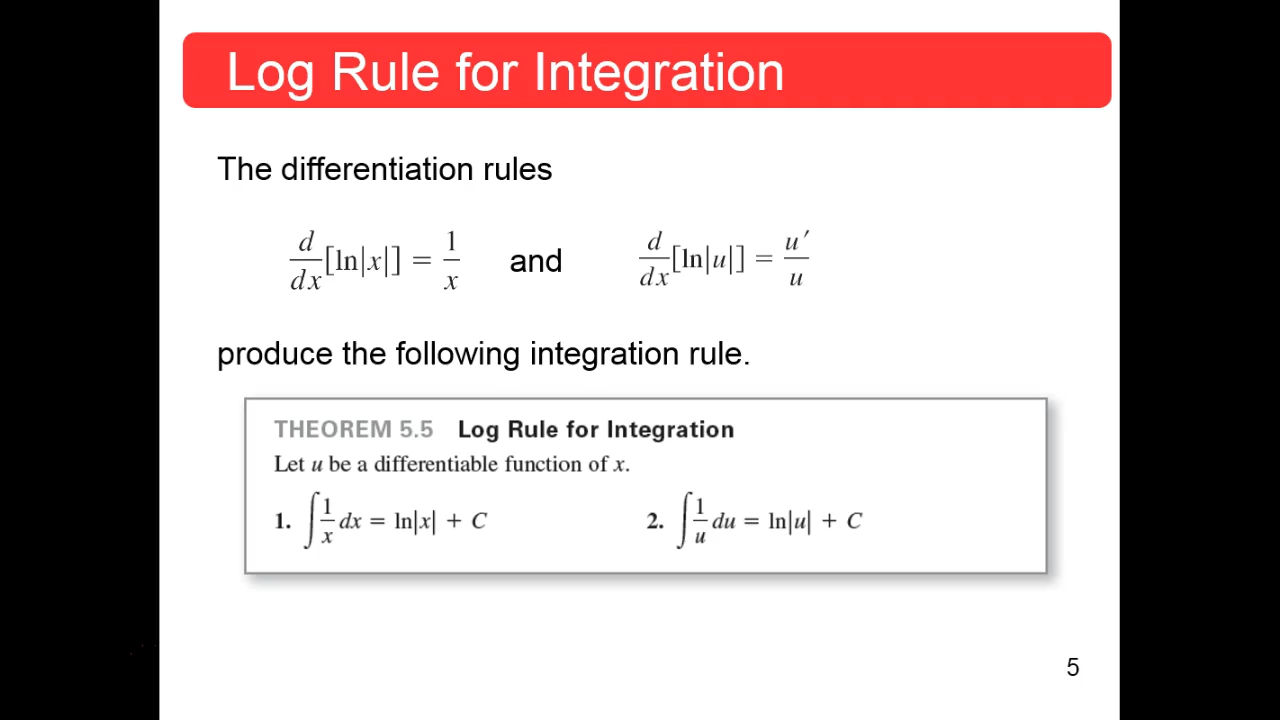 Log Rule for Integration
The differentiation rules
d/dx [ln|x|] = 1/x and d/dx [ln|u|] = u′/u
produce the following integration rule.
THEOREM 5.5 Log Rule for Integration
Let u be a differentiable function of x.
1. ∫ 1/x dx = ln|x| + C 2. ∫ 1/u du = ln|u| + C
5